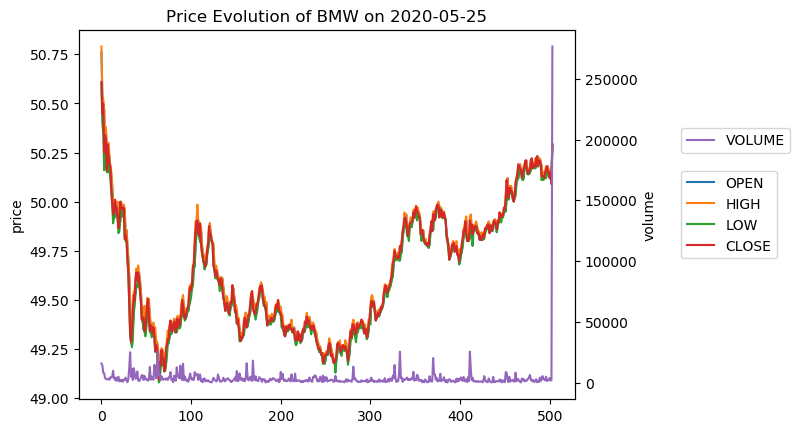 Price Evolution of BMW on 2020-05-25
50.75
50.50
50.25
50.00
49.75
49.50
49.25
49.00
price
0
100
200
300
400
500
250000
200000
150000
100000
50000
0
volume
VOLUME
OPEN
HIGH
LOW
CLOSE